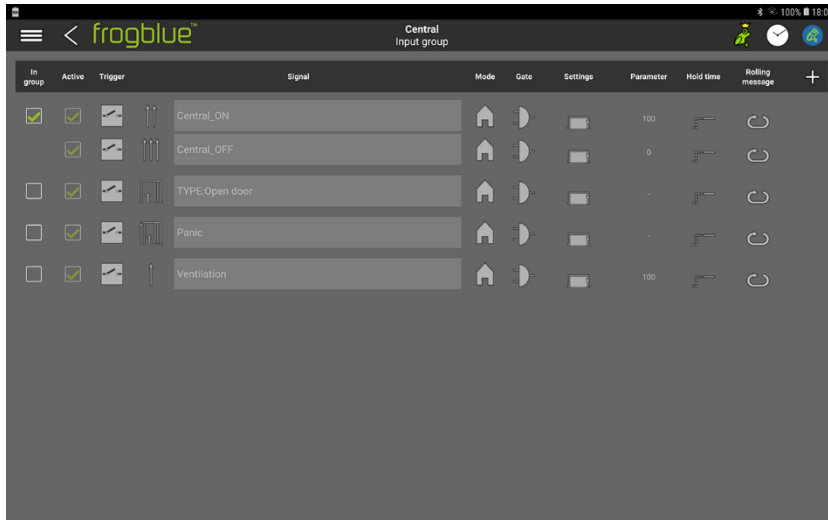 100% 18:0
frogblue™
Central
Input group
In group Active Trigger Signal Mode Gate Settings Parameter Hold time Rolling message
Central_ON 100
Central_OFF 0
TYPE:Open door -
Panic -
Ventilation 100